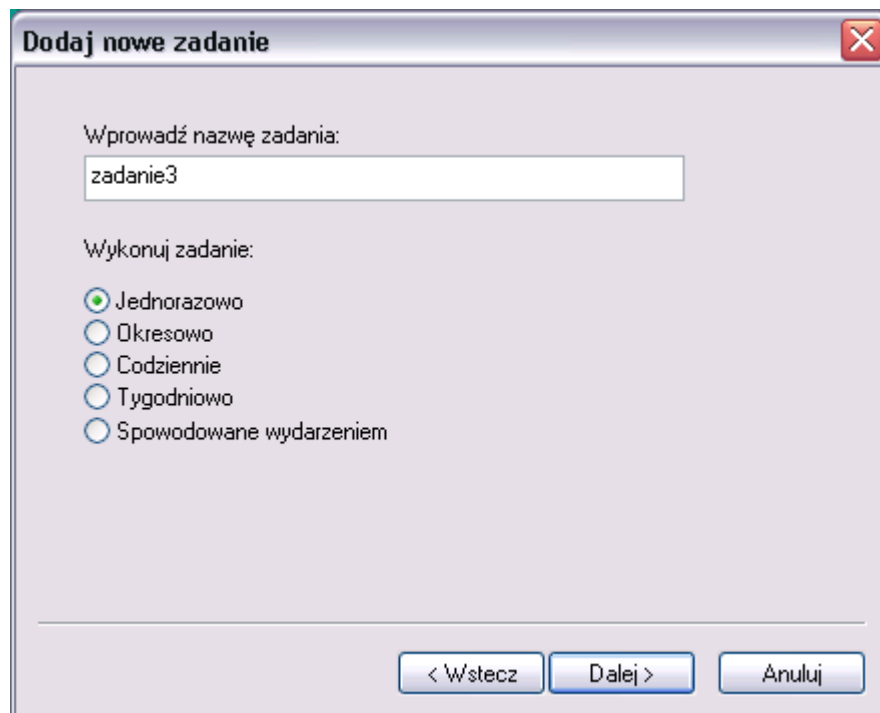 Dodaj nowe zadanie
Wprowadź nazwę zadania:
zadanie3
Wykonuj zadanie:
Jednorazowo
Okresowo
Codziennie
Tygodniowo
Spowodowane wydarzeniem
< Wstecz Dalej > Anuluj